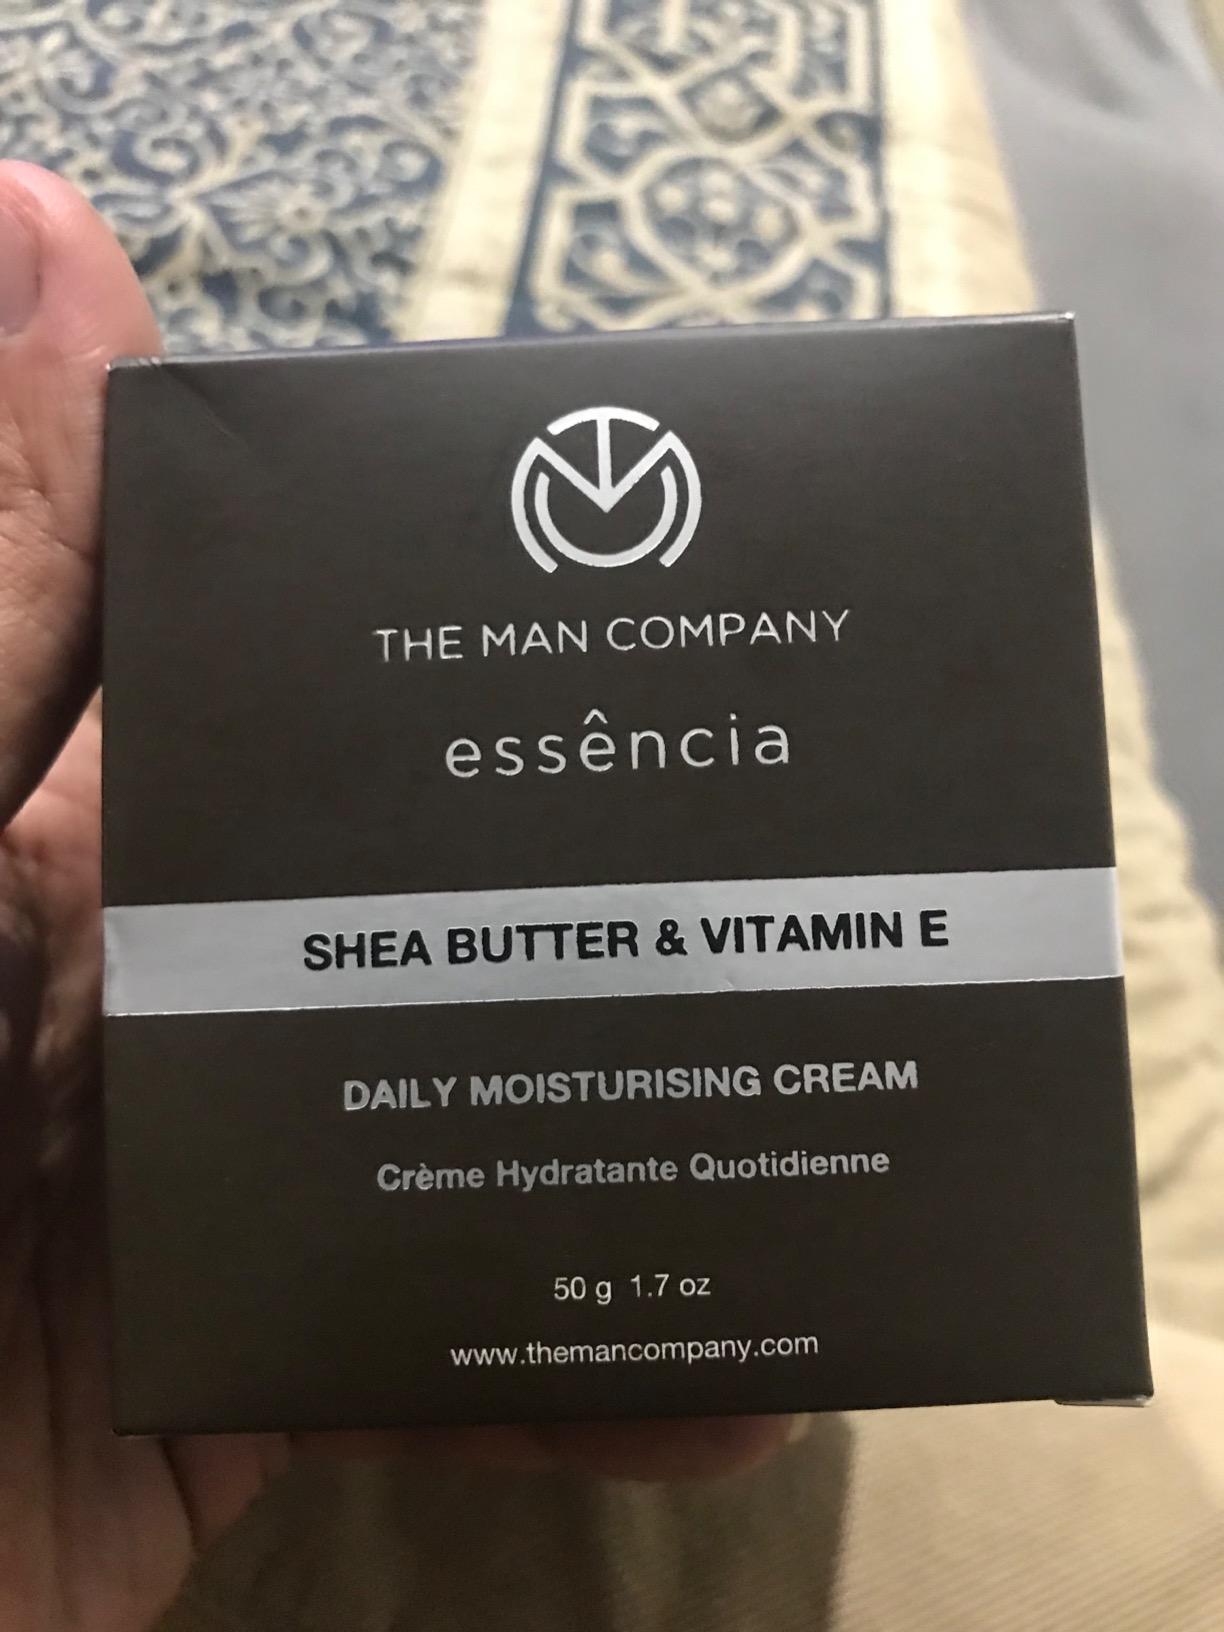 THE MAN COMPANY
essência
SHEA BUTTER & VITAMIN E
DAILY MOISTURISING CREAM
Crème Hydratante Quotidienne
50 g 1.7 oz
www.themancompany.com